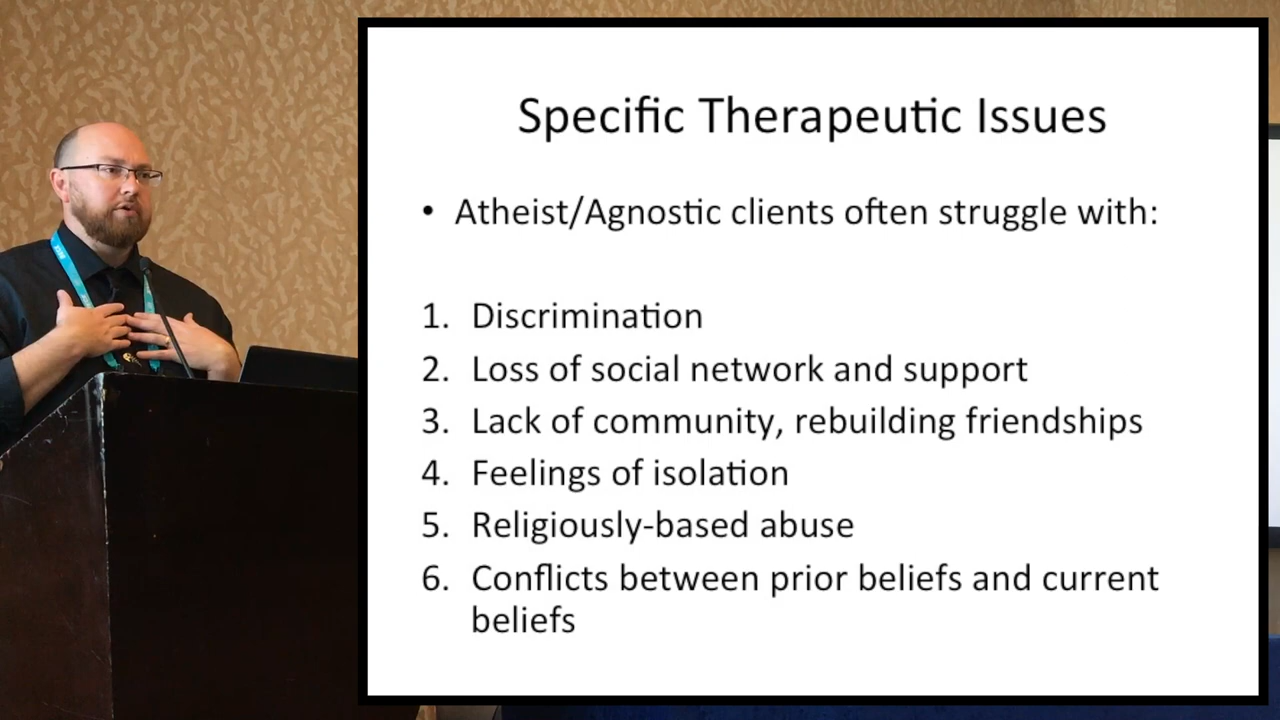 Specific Therapeutic Issues
• Atheist/Agnostic clients often struggle with:
1. Discrimination
2. Loss of social network and support
3. Lack of community, rebuilding friendships
4. Feelings of isolation
5. Religiously-based abuse
6. Conflicts between prior beliefs and current
beliefs